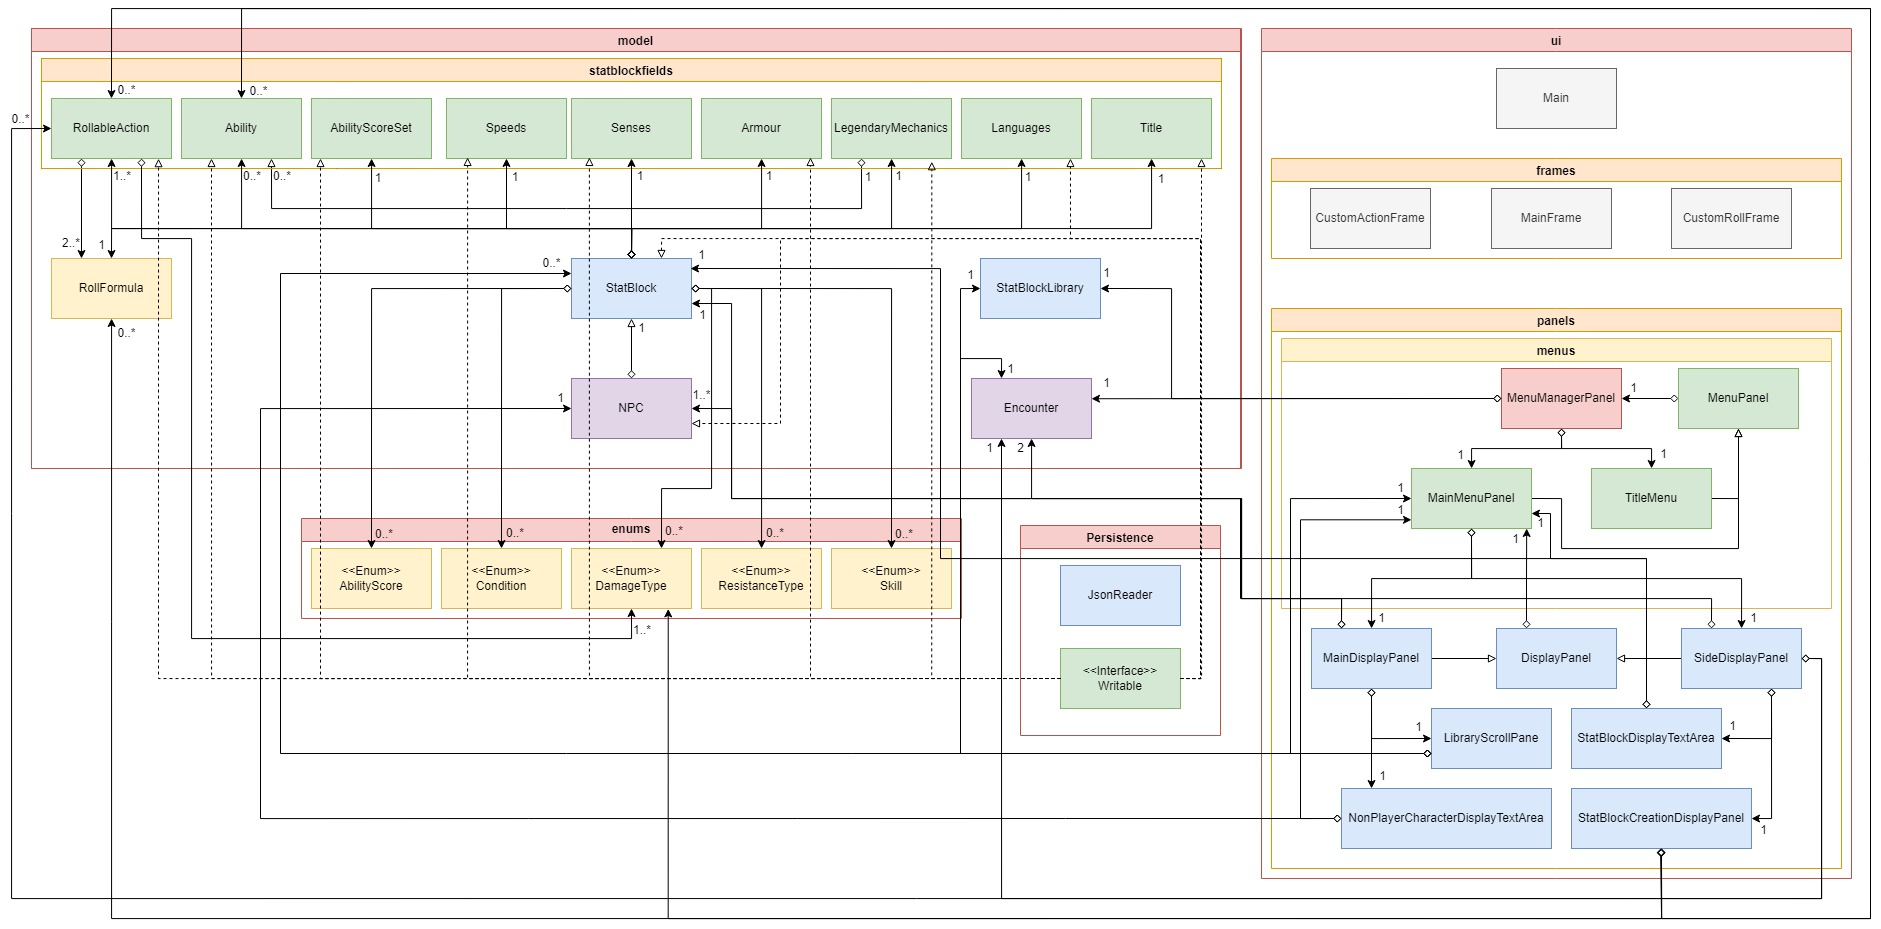 model
ui
statblockfields
Main
0..*
0..*
0..*
RollableAction
Ability
AbilityScoreSet
Speeds
Senses
Armour
LegendaryMechanics
Languages
Title
1..*
0..*
0..*
1
1
1
1
1
1
1
1
frames
CustomActionFrame
MainFrame
CustomRollFrame
2..*
1
0..*
1
1
1
RollFormula
StatBlock
StatBlockLibrary
0..*
1
1
panels
menus
1
1
1
MenuManagerPanel
MenuPanel
1
NPC
1..*
Encounter
1
2
1
1
MainMenuPanel
TitleMenu
1
1
1
1
enums
0..*
0..*
0..*
0..*
0..*
<<Enum>>
AbilityScore
<<Enum>>
Condition
<<Enum>>
DamageType
<<Enum>>
ResistanceType
<<Enum>>
Skill
1..*
Persistence
JsonReader
<<Interface>>
Writable
1
1
MainDisplayPanel
DisplayPanel
SideDisplayPanel
1
LibraryScrollPane
StatBlockDisplayTextArea
1
1
NonPlayerCharacterDisplayTextArea
StatBlockCreationDisplayPanel
1